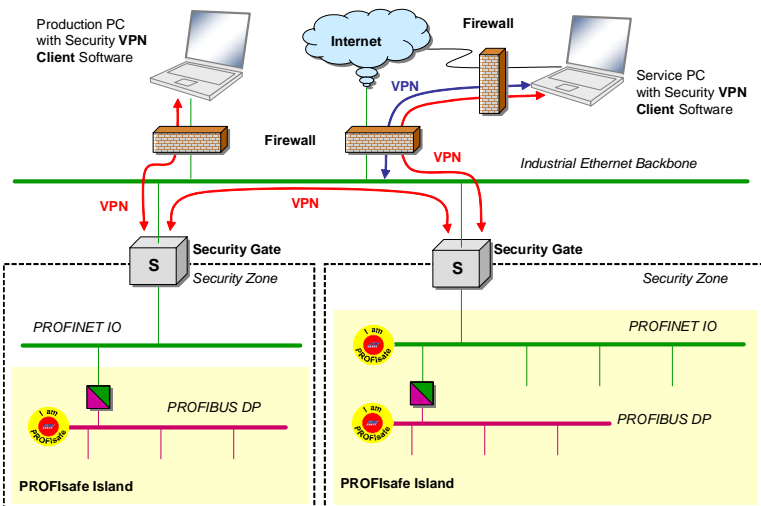 Production PC
with Security VPN
Client Software
Internet
Firewall
VPN
Service PC
with Security VPN
Client Software
Firewall
VPN
Industrial Ethernet Backbone
VPN
VPN
Security Gate
S
Security Zone
Security Gate
S
Security Zone
PROFINET IO
I am
PROFIsafe
PROFINET IO
I am
PROFIsafe
PROFIBUS DP
I am
PROFIsafe
PROFIBUS DP
PROFIsafe Island
PROFIsafe Island